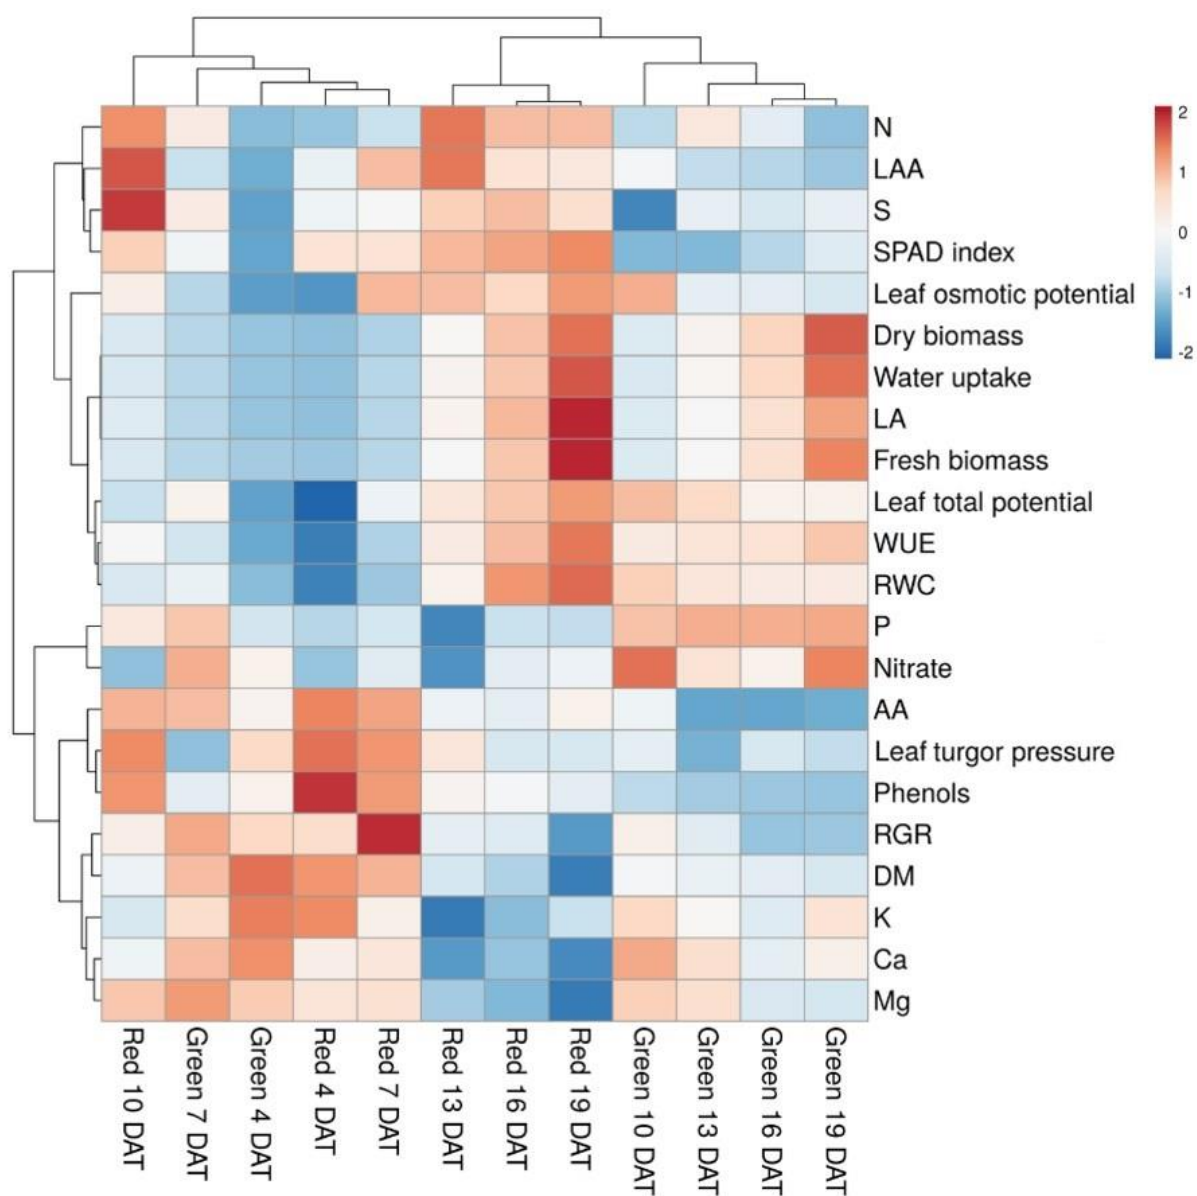 N
2
LAA
1
S
0
SPAD index
Leaf osmotic potential
-1
Dry biomass
-2
Water uptake
LA
Fresh biomass
Leaf total potential
WUE
RWC
P
Nitrate
AA
Leaf turgor pressure
Phenols
RGR
DM
K
Ca
Mg
Red 10 DAT
Green 7 DAT
Green 4 DAT
Red 4 DAT
Red 7 DAT
Red 13 DAT
Red 16 DAT
Red 19 DAT
Green 10 DAT
Green 13 DAT
Green 16 DAT
Green 19 DAT